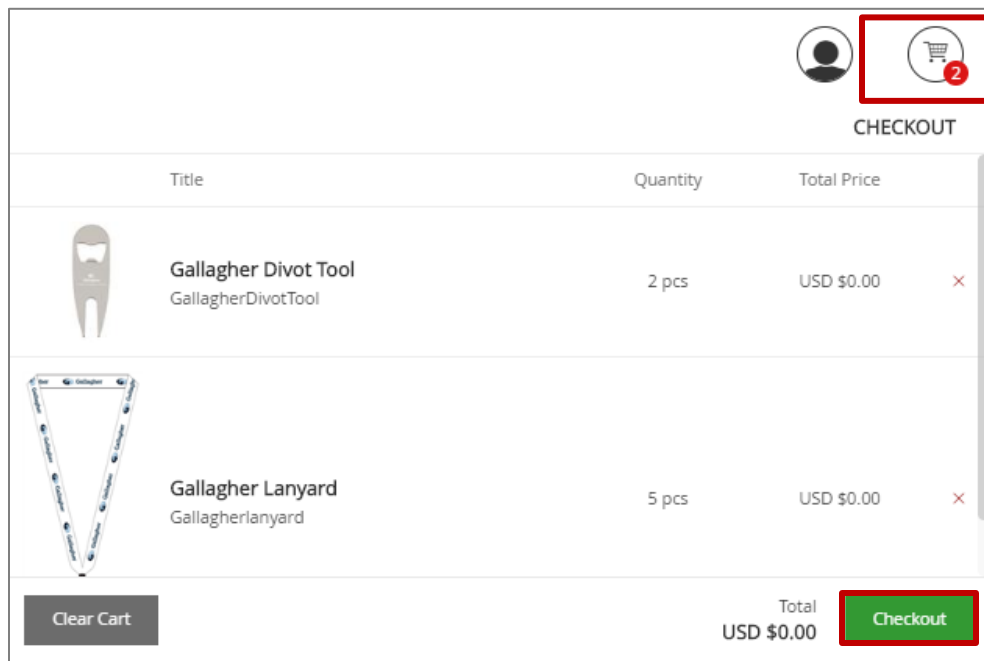 2
CHECKOUT
Title Quantity Total Price
Gallagher Divot Tool
GallagherDivotTool
2 pcs USD $0.00 ×
Gallagher
Gallagher Lanyard
Gallagherlanyard
5 pcs USD $0.00 ×
Clear Cart
Total
USD $0.00
Checkout